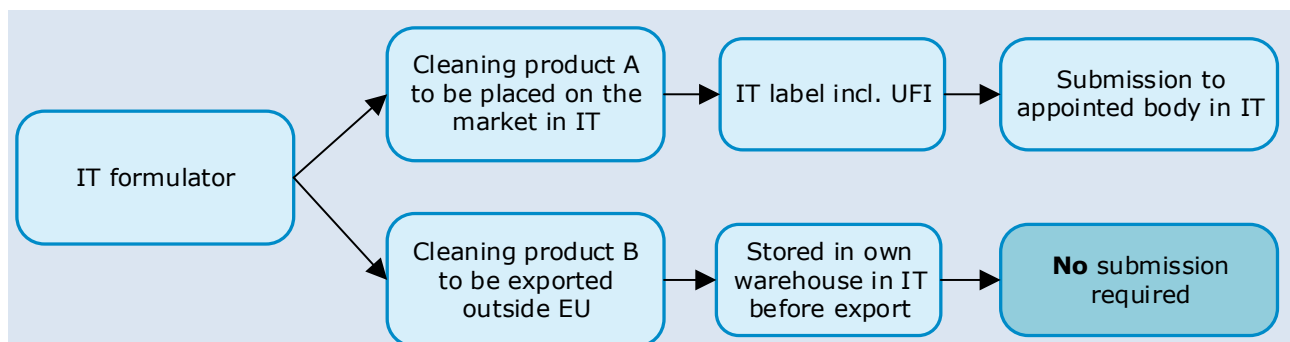 IT formulator
Cleaning product A
to be placed on the
market in IT
IT label incl. UFI
Submission to
appointed body in IT
Cleaning product B
to be exported
outside EU
Stored in own
warehouse in IT
before export
No submission
required